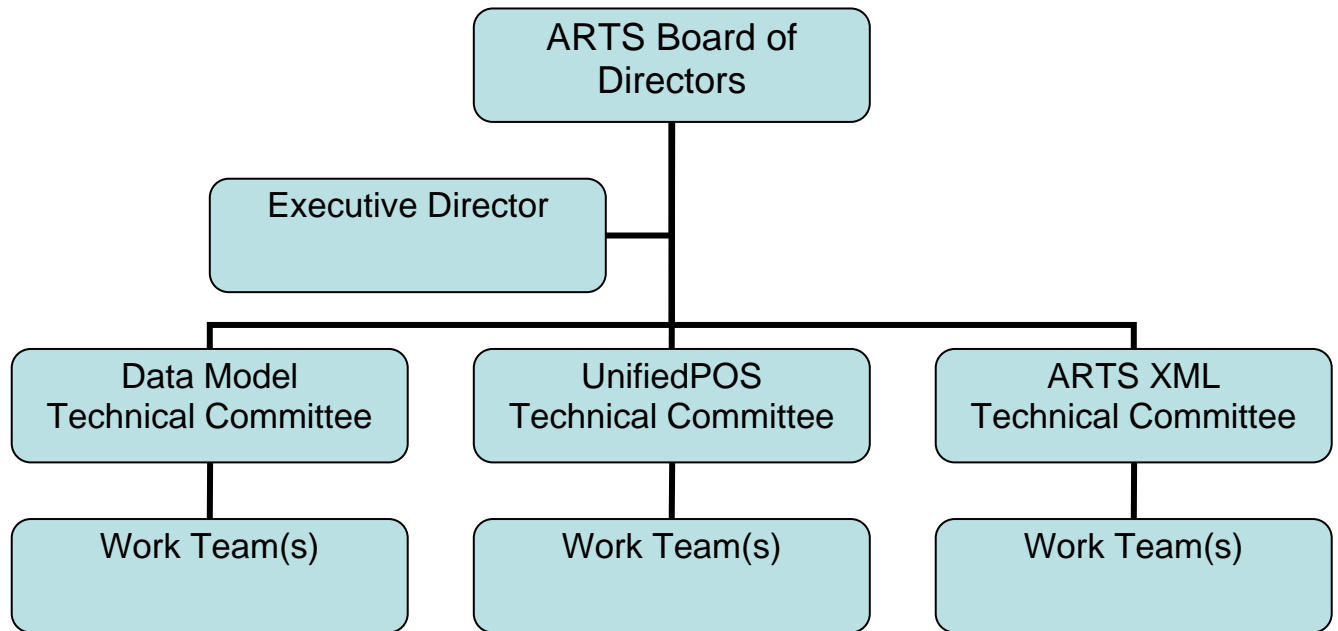 ARTS Board of
Directors
Executive Director
Data Model
Technical Committee
UnifiedPOS
Technical Committee
ARTS XML
Technical Committee
Work Team(s)
Work Team(s)
Work Team(s)